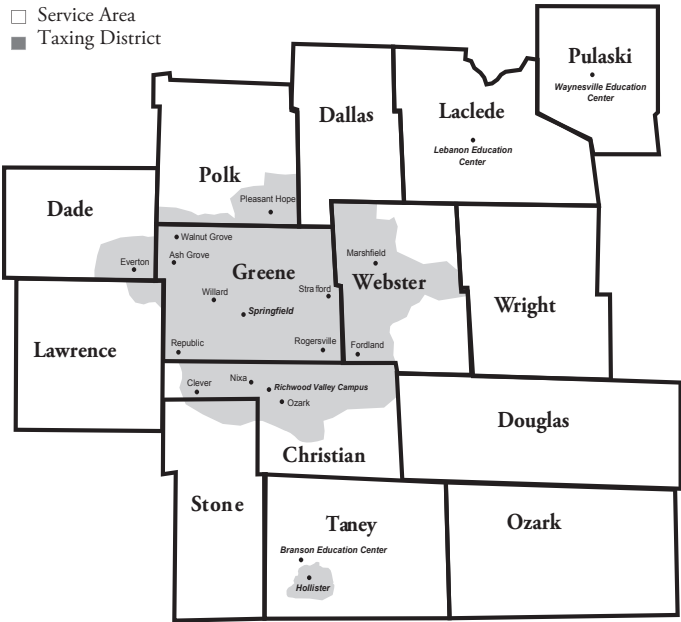 Service Area
Taxing District
Pulaski
Waynesville Education
Center
Laclede
Lebanon Education
Center
Dallas
Polk
Pleasant Hope
Dade
Everton
Walnut Grove
Ash Grove
Greene
Willard
Strafford
Springfield
Republic
Rogersville
Marshfield
Webster
Fordland
Wright
Lawrence
Clever
Nixa
Richwood Valley Campus
Ozark
Christian
Douglas
Stone
Taney
Branson Education Center
Hollister
Ozark